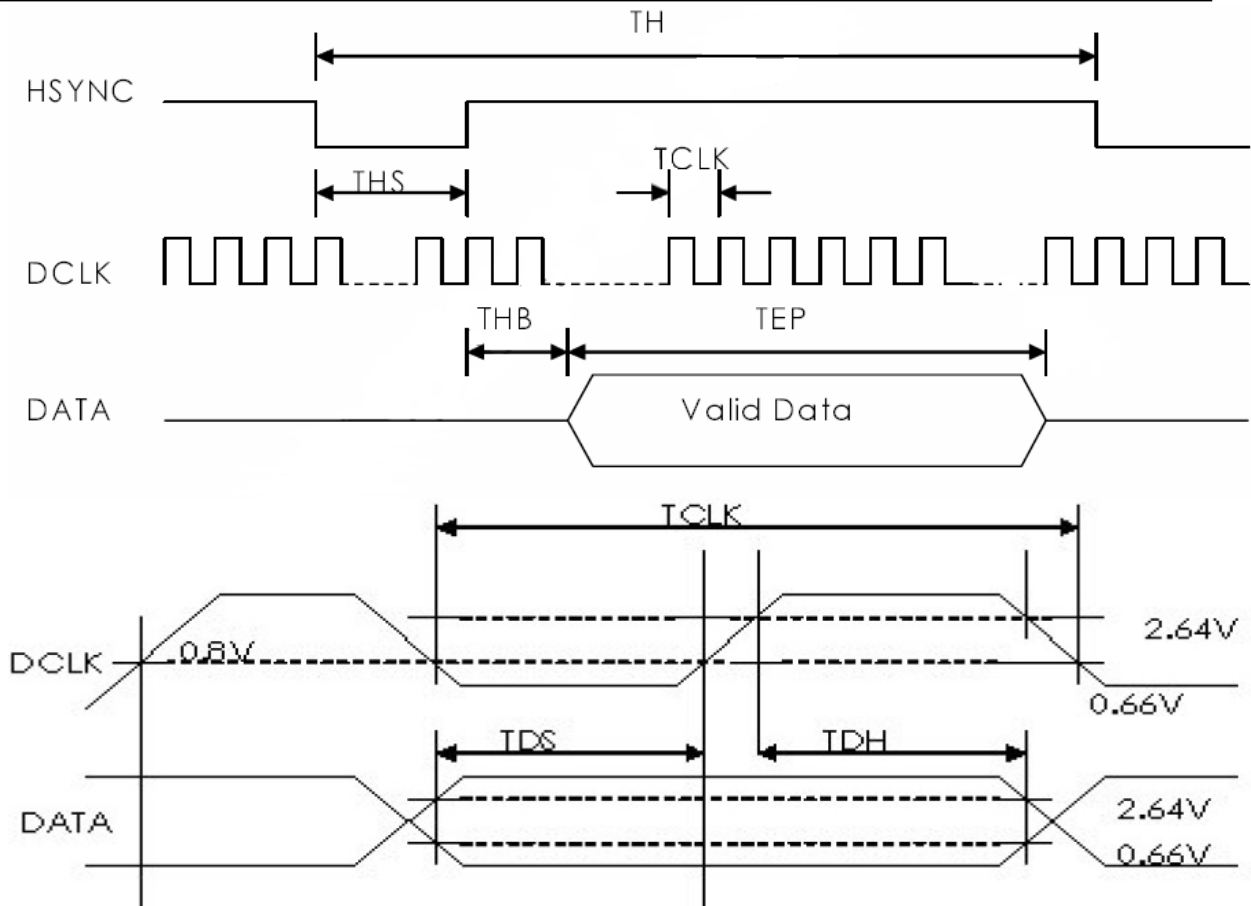 TH
HSYNC
TCLK
THS
DCLK
THB
TEP
DATA
Valid Data
TCLK
2.64V
0.8V
DCLK
0.66V
TDS
TDH
DATA
2.64V
0.66V